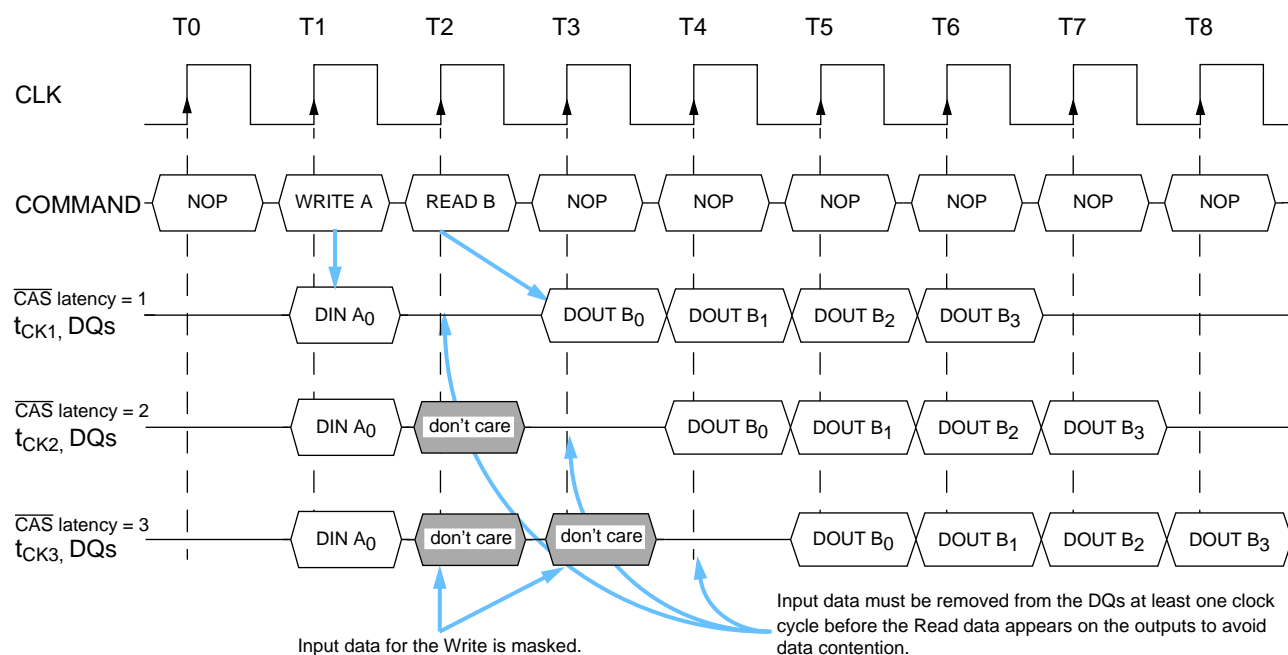 T0 T1 T2 T3 T4 T5 T6 T7 T8
CLK
COMMAND NOP WRITE A READ B NOP NOP NOP NOP NOP NOP
CAS latency = 1
tCK1, DQs DIN A0 DOUT B0 DOUT B1 DOUT B2 DOUT B3
CAS latency = 2
tCK2, DQs DIN A0 don't care DOUT B0 DOUT B1 DOUT B2 DOUT B3
CAS latency = 3
tCK3, DQs DIN A0 don't care don't care DOUT B0 DOUT B1 DOUT B2 DOUT B3
Input data for the Write is masked.
Input data must be removed from the DQs at least one clock
cycle before the Read data appears on the outputs to avoid
data contention.